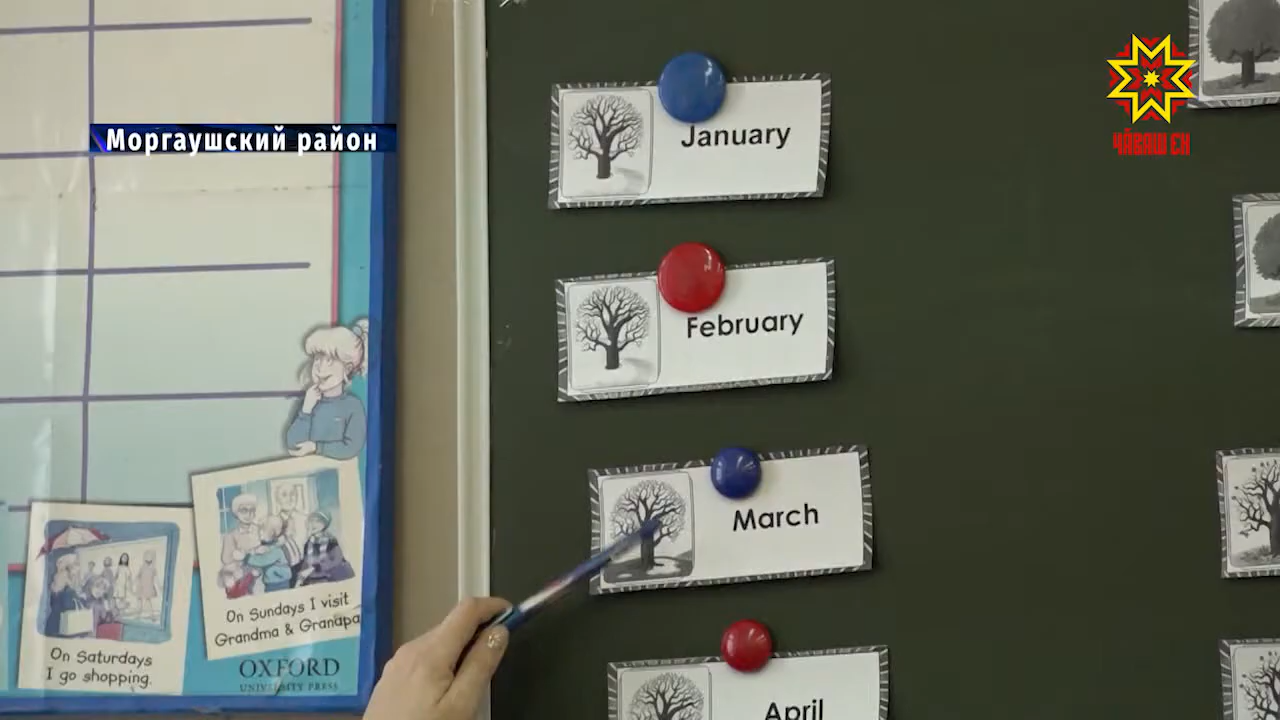 Моргаушский район
ЧӐВАШ ЕН
January
February
March
April
On Saturdays
I go shopping.
On Sundays I visit
Grandma & Grandpa
OXFORD
UNIVERSITY PRESS